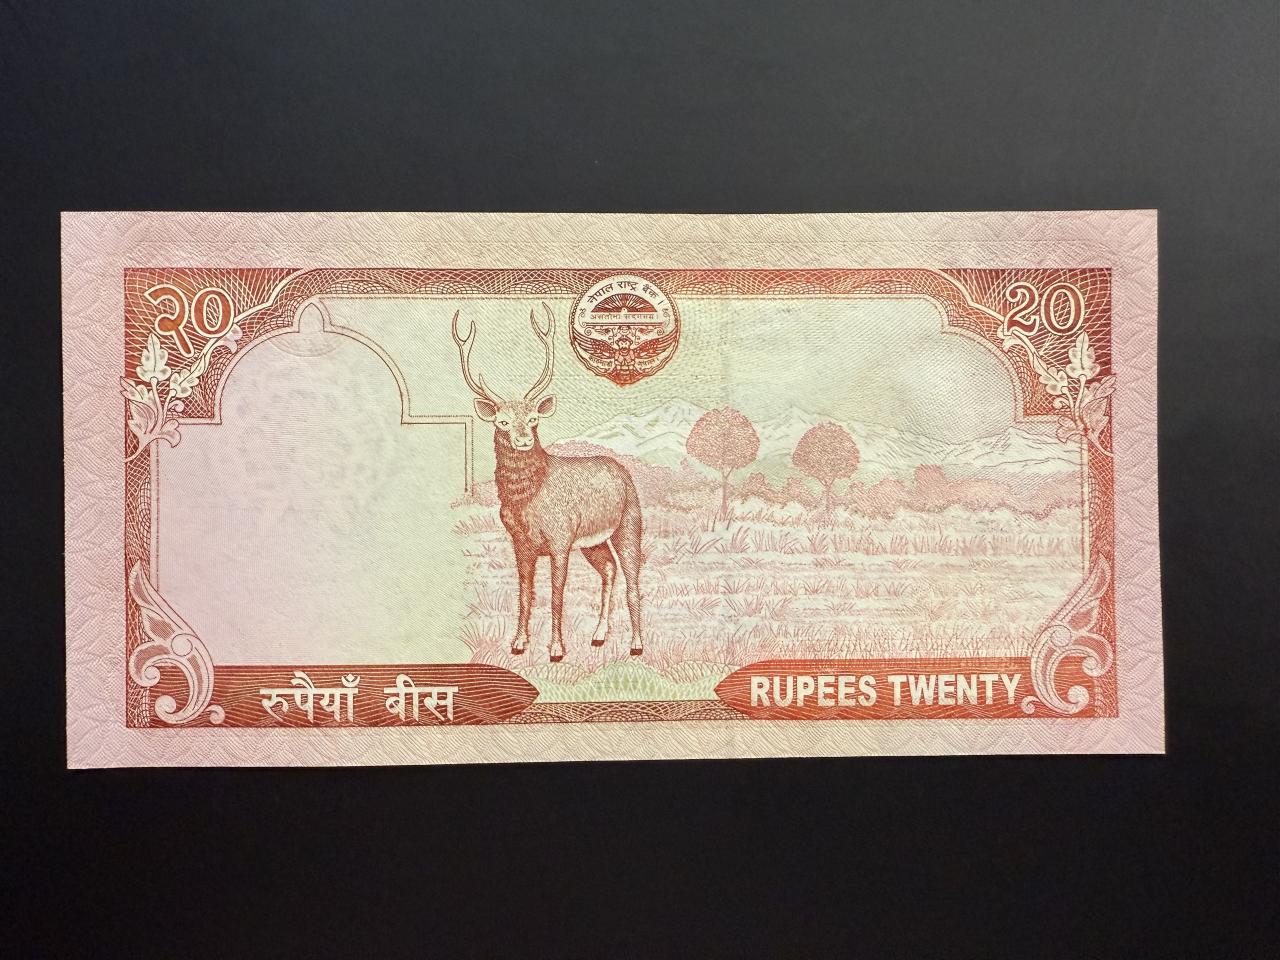 २०
नेपाल राष्ट्र बैंक
20
रुपैयाँ बीस
RUPEES TWENTY